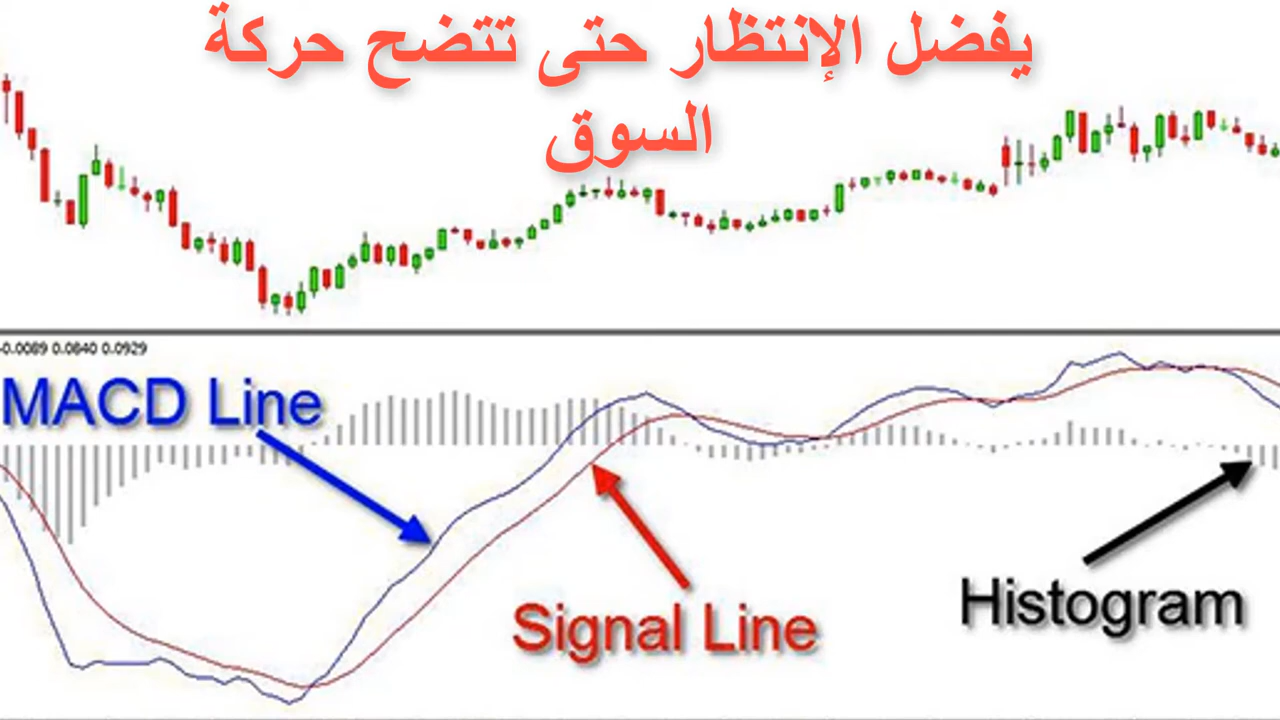 يفضل الإنتظار حتى تتضح حركة
السوق
-0.0089 0.0840 0.0929
MACD Line
Signal Line
Histogram